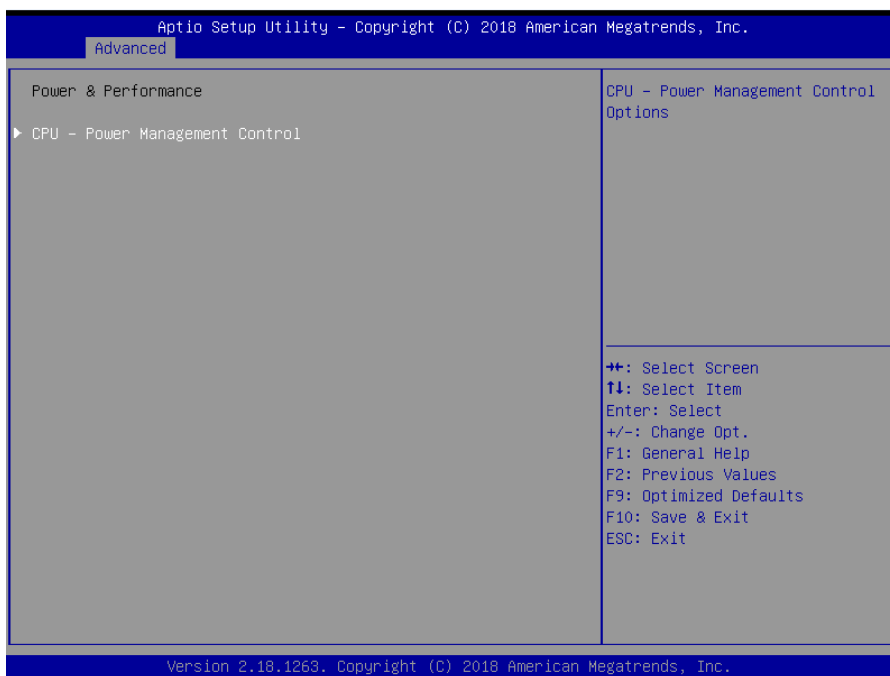 Aptio Setup Utility – Copyright (C) 2018 American Megatrends, Inc.
Advanced
Power & Performance
CPU – Power Management Control
CPU – Power Management Control
Options
→←: Select Screen
↑↓: Select Item
Enter: Select
+/-: Change Opt.
F1: General Help
F2: Previous Values
F9: Optimized Defaults
F10: Save & Exit
ESC: Exit
Version 2.18.1263. Copyright (C) 2018 American Megatrends, Inc.